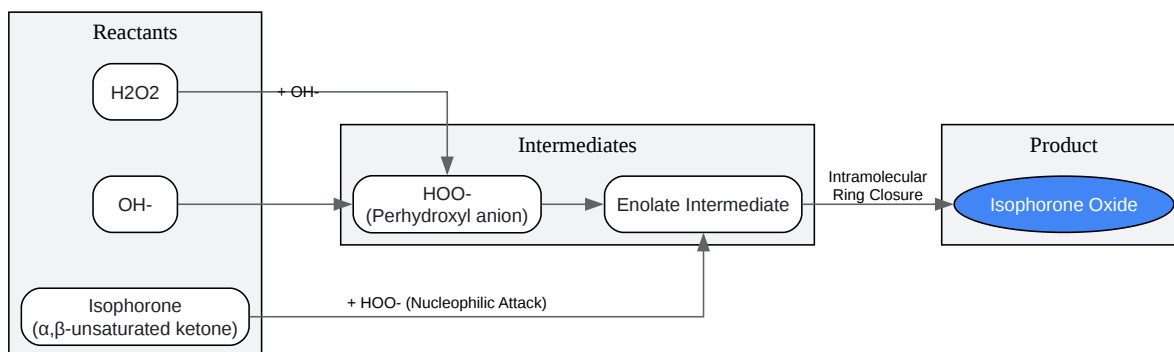 Reactants
H2O2
+ OH-
Intermediates
Product
OH-
HOO-
(Perhydroxyl anion)
Enolate Intermediate
Intramolecular
Ring Closure
Isophorone Oxide
Isophorone
(α,β-unsaturated ketone)
+ HOO- (Nucleophilic Attack)